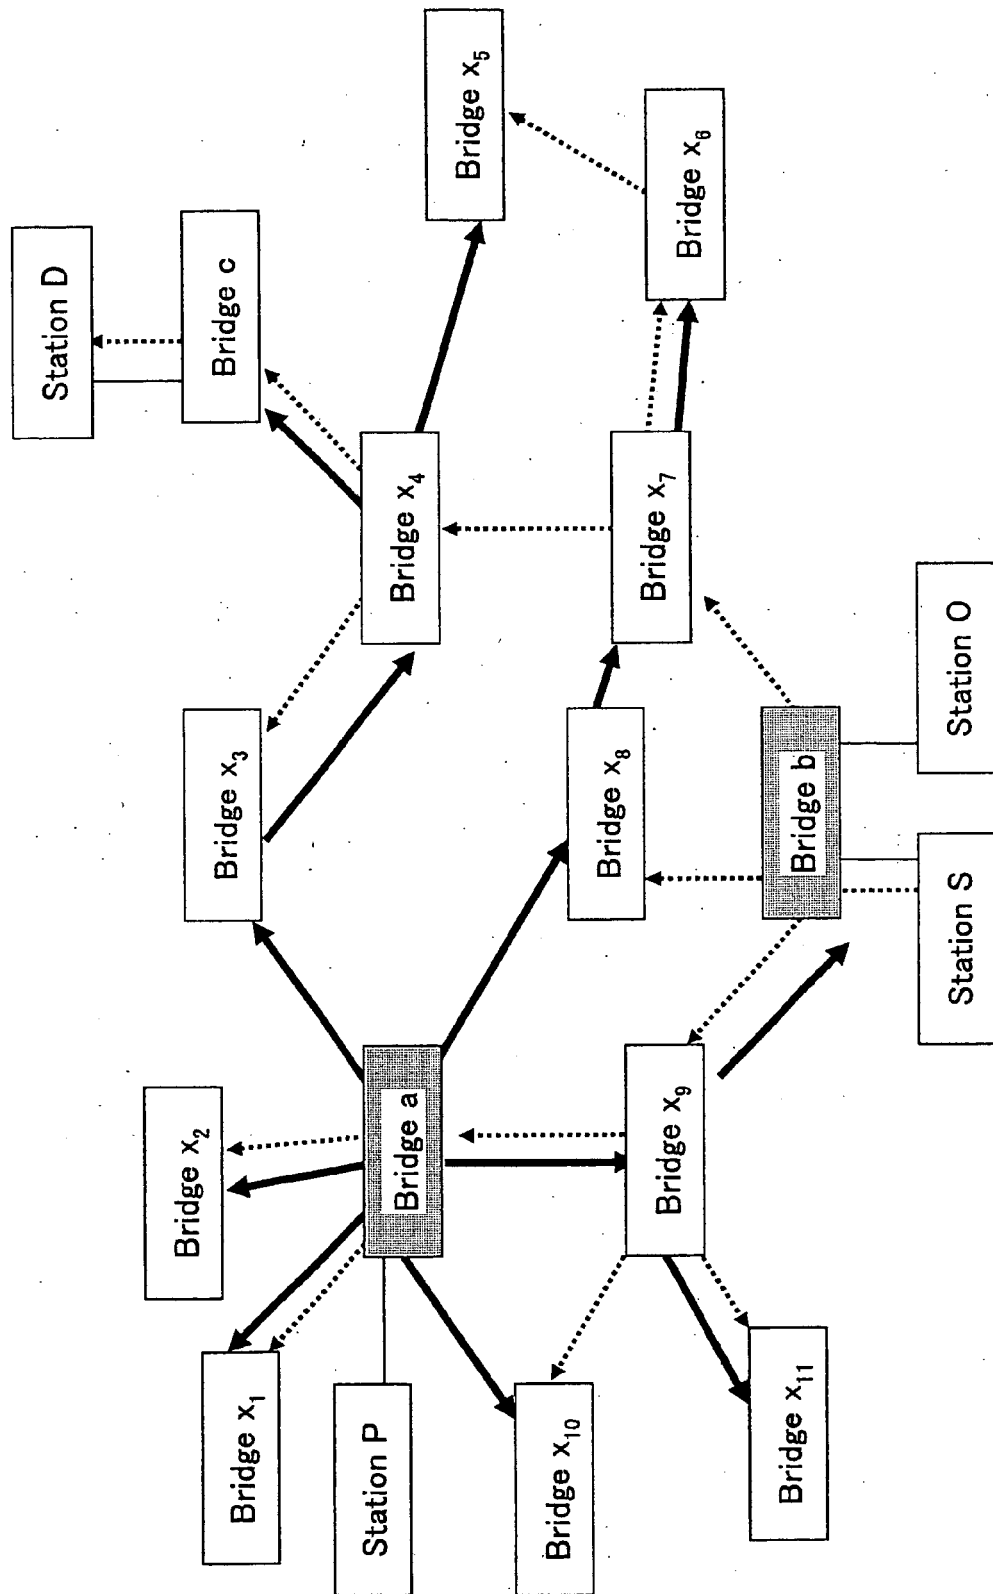 Station D
Bridge c
Bridge x5
Bridge x4
Bridge x3
Bridge x6
Bridge x7
Bridge x8
Bridge x2
Bridge a
Bridge x1
Station P
Bridge x9
Bridge b
Station O
Station S
Bridge x10
Bridge x11